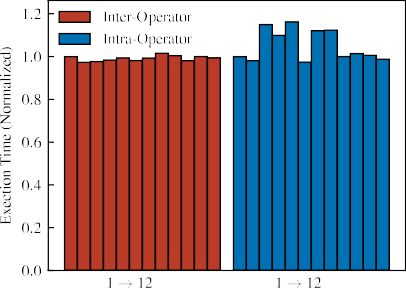 Inter-Operator
Intra-Operator
Exection Time (Normalized)
1.2
1.0
0.8
0.6
0.4
0.2
0.0
1 → 12
1 → 12